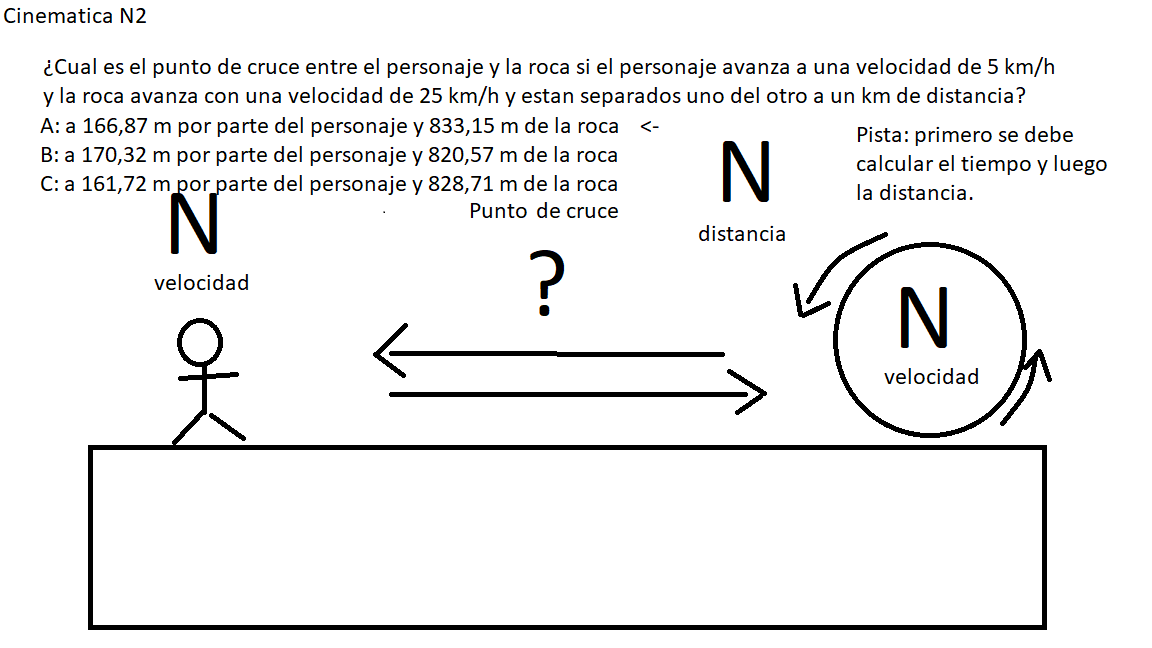 Cinematica N2
¿Cual es el punto de cruce entre el personaje y la roca si el personaje avanza a una velocidad de 5 km/h
y la roca avanza con una velocidad de 25 km/h y estan separados uno del otro a un km de distancia?
A: a 166,87 m por parte del personaje y 833,15 m de la roca <-
B: a 170,32 m por parte del personaje y 820,57 m de la roca
C: a 161,72 m por parte del personaje y 828,71 m de la roca
Pista: primero se debe
calcular el tiempo y luego
la distancia.
N
velocidad
Punto de cruce
?
N
distancia
N
velocidad